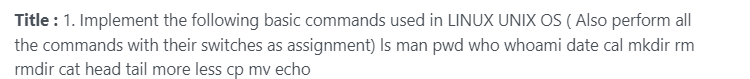 Title : 1. Implement the following basic commands used in LINUX UNIX OS ( Also perform all
the commands with their switches as assignment) ls man pwd who whoami date cal mkdir rm
rmdir cat head tail more less cp mv echo